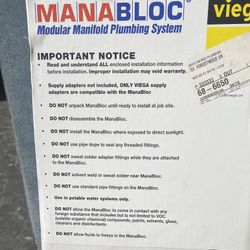 MANABLOC®
vieg
Modular Manifold Plumbing System
IMPORTANT NOTICE
• Read and understand ALL enclosed installation information
before installation. Improper installation may void warranty.
• Supply adapters not included, ONLY VIEGA supply
adapters are compatible with the ManaBloc.
• DO NOT unpack ManaBloc until ready to install at job site.
• DO NOT disassemble the ManaBloc.
• DO NOT install the ManaBloc where exposed to direct sunlight.
• DO NOT use pipe dope to seal any threaded fittings.
• DO NOT sweat solder adapter fittings while they are attached
to the ManaBloc.
• DO NOT solvent weld or sweat solder near ManaBloc.
• DO NOT use standard pipe fittings on the ManaBloc.
• Use in potable water systems only.
• DO NOT allow the ManaBloc to come in contact with any
foreign substance that includes but is not limited to VOC
(volatile organic chemical) compounds, paints, solvents, glues,
cleaners and disinfectants.
• DO NOT allow fluids to freeze in the ManaBloc.
68-6650